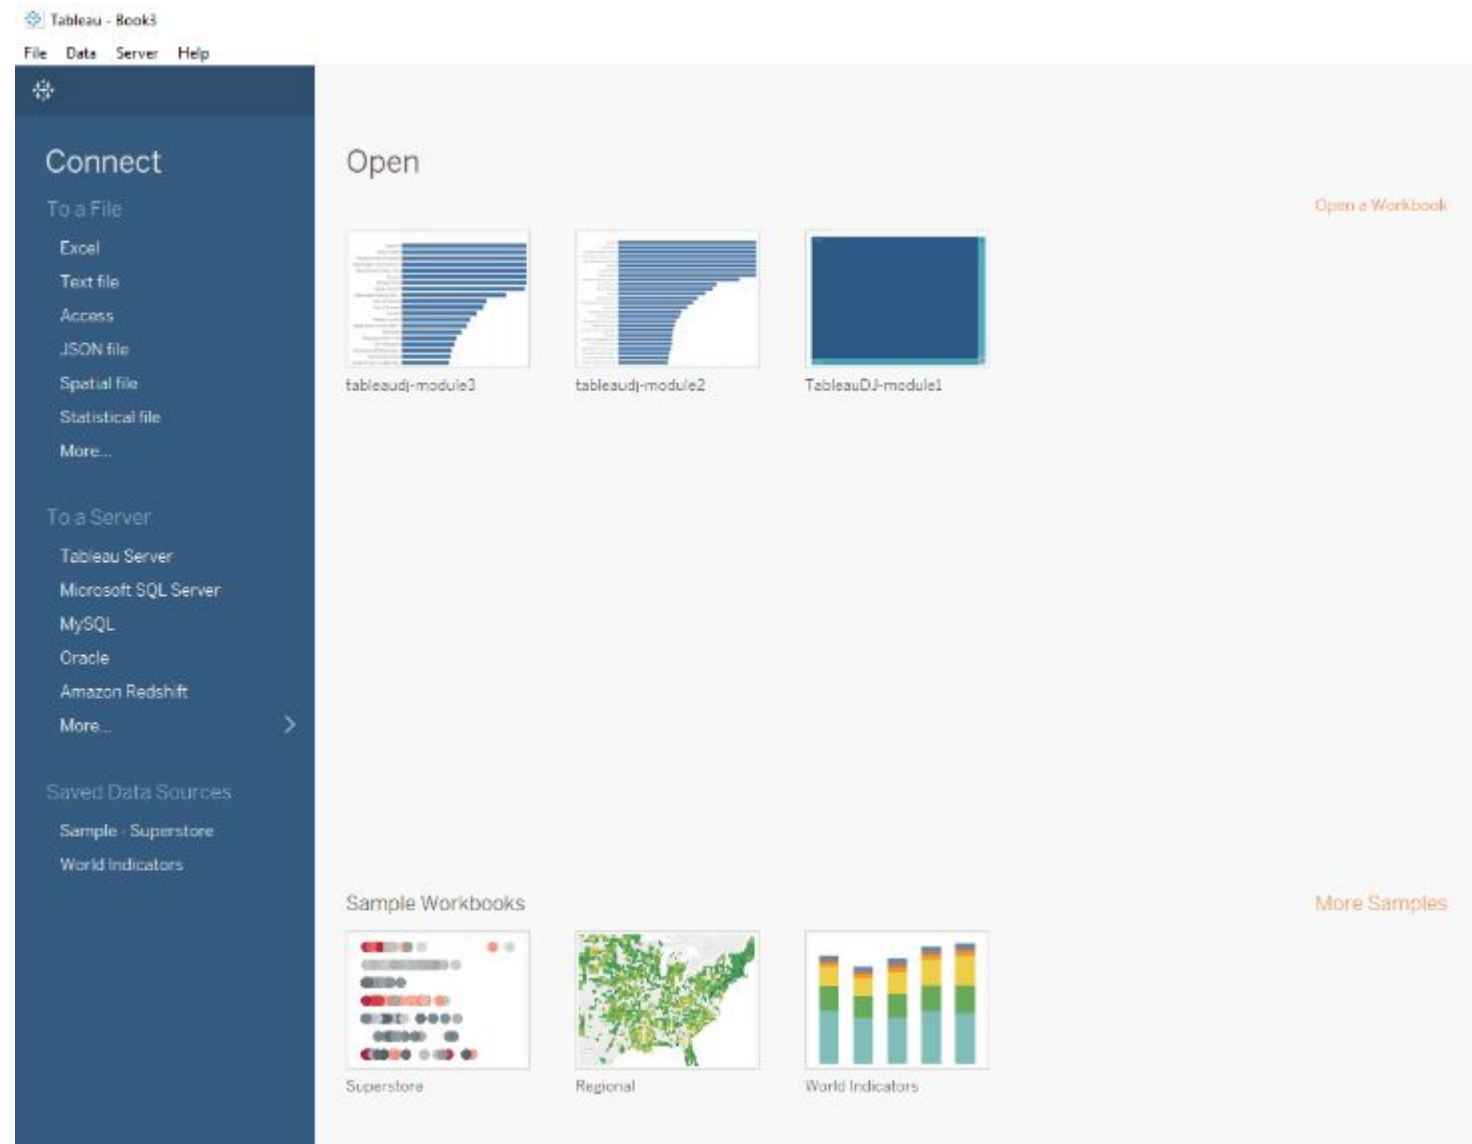 Tableau - Book3
File Data Server Help
Connect
To a File
Excel
Text file
Access
JSON file
Spatial file
Statistical file
More...
To a Server
Tableau Server
Microsoft SQL Server
MySQL
Oracle
Amazon Redshift
More...
Saved Data Sources
Sample - Superstore
World Indicators
Open
Open a Workbook
tableaudj-module3
tableaudj-module2
TableauDJ-module1
Sample Workbooks
More Samples
Superstore
Regional
World Indicators